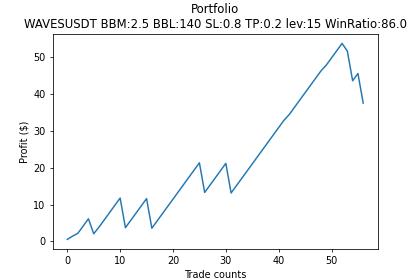 Portfolio
WAVESUSDT BBM:2.5 BBL:140 SL:0.8 TP:0.2 lev:15 WinRatio:86.0
Profit ($)
50
40
30
20
10
0
0 10 20 30 40 50
Trade counts